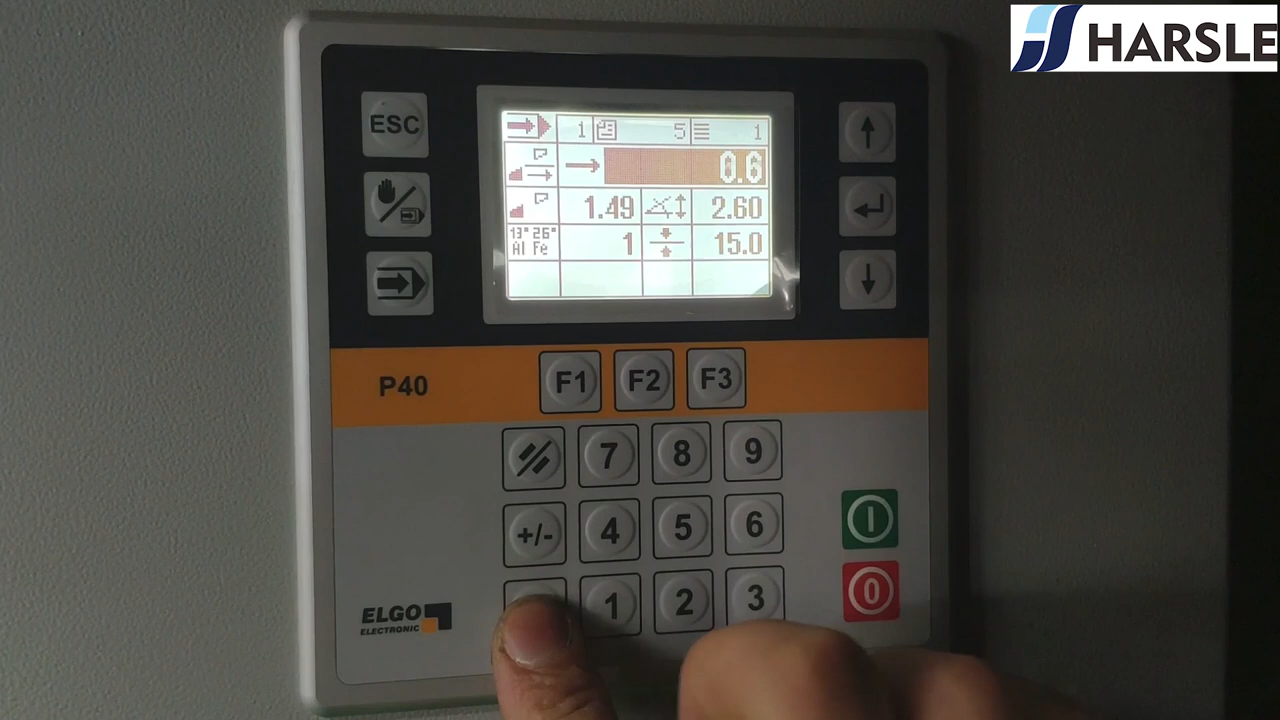 HARSLE
ESC
1 5 1
0.6
1.49 2.60
13* 26*
Al Fe 1 15.0
P40 F1 F2 F3
7 8 9
+/- 4 5 6
1 2 3
I
0
ELGO
ELECTRONIC